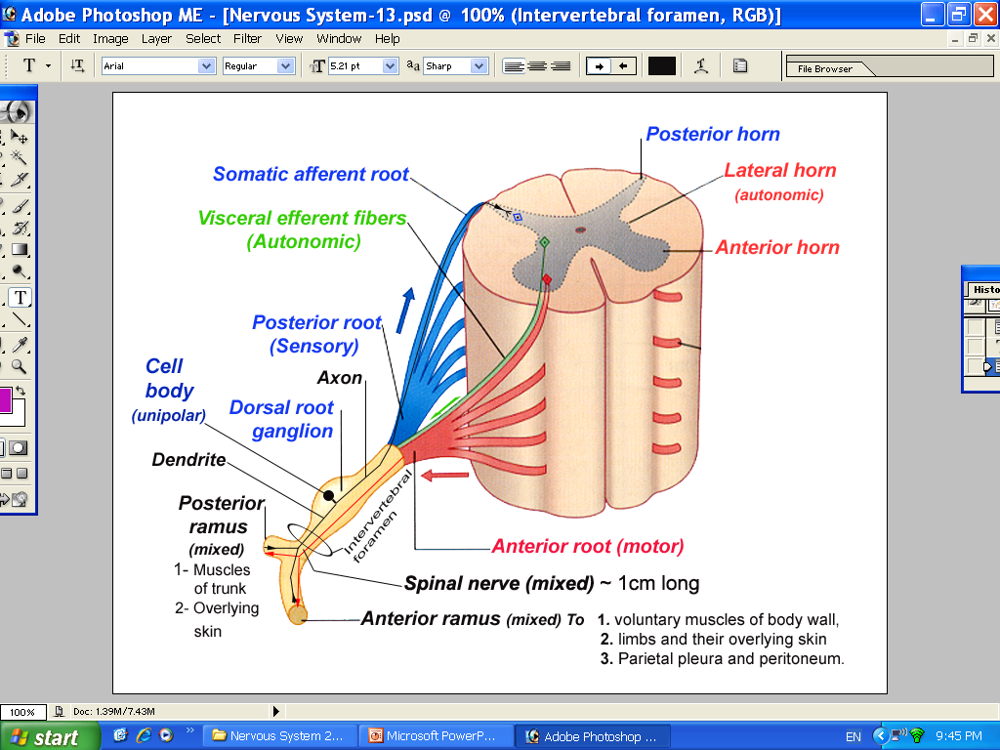 Adobe Photoshop ME - [Nervous System-13.psd @ 100% (Intervertebral foramen, RGB)]
File Edit Image Layer Select Filter View Window Help
T Arial Regular 5.21 pt aa Sharp File Browser
Posterior horn
Lateral horn
(autonomic)
Anterior horn
Somatic afferent root
Visceral efferent fibers
(Autonomic)
Posterior root
(Sensory)
Axon
Cell
body
(unipolar)
Dorsal root
ganglion
Dendrite
Posterior
ramus
(mixed)
1- Muscles
of trunk
2- Overlying
skin
Intervertebral
foramen
Anterior root (motor)
Spinal nerve (mixed) ~ 1cm long
Anterior ramus (mixed) To 1. voluntary muscles of body wall,
2. limbs and their overlying skin
3. Parietal pleura and peritoneum.
Histo
100% Doc: 1.39M/7.43M
start Nervous System 2... Microsoft PowerP... Adobe Photoshop ... EN 9:45 PM